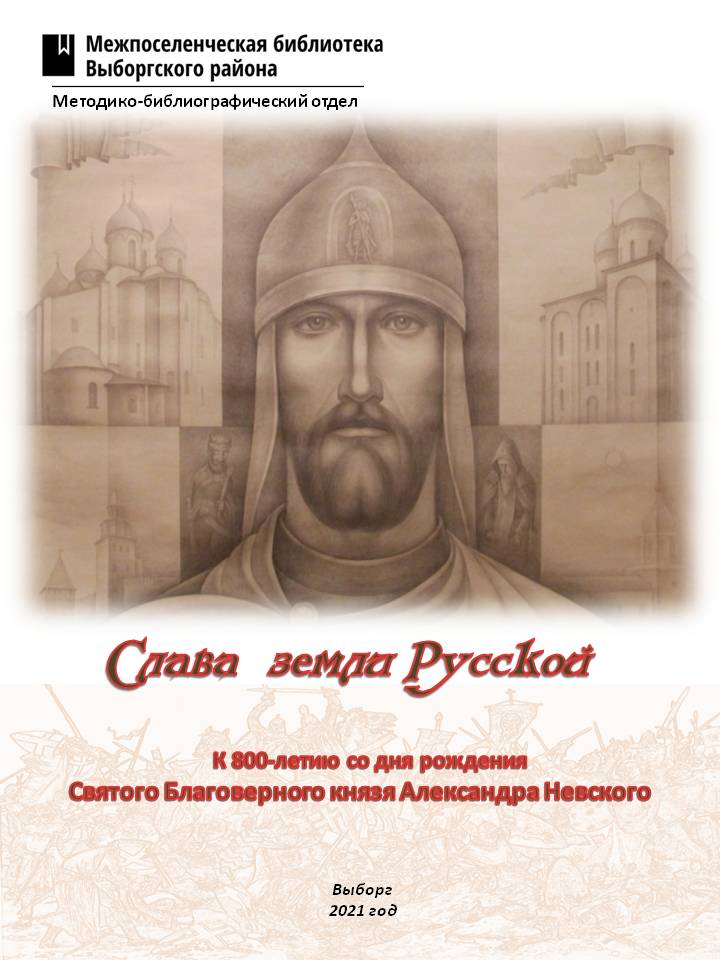 Межпоселенческая библиотека
Выборгского района
Методико-библиографический отдел
Слава земли Русской
К 800-летию со дня рождения
Святого Благоверного князя Александра Невского
Выборг
2021 год